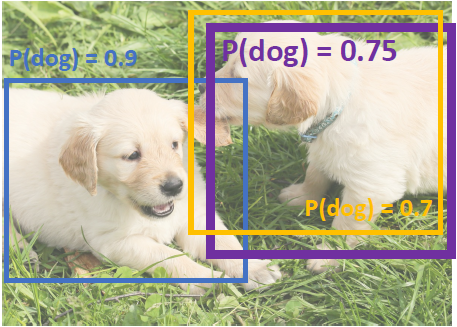 P(dog) = 0.75
P(dog) = 0.9
P(dog) = 0.7